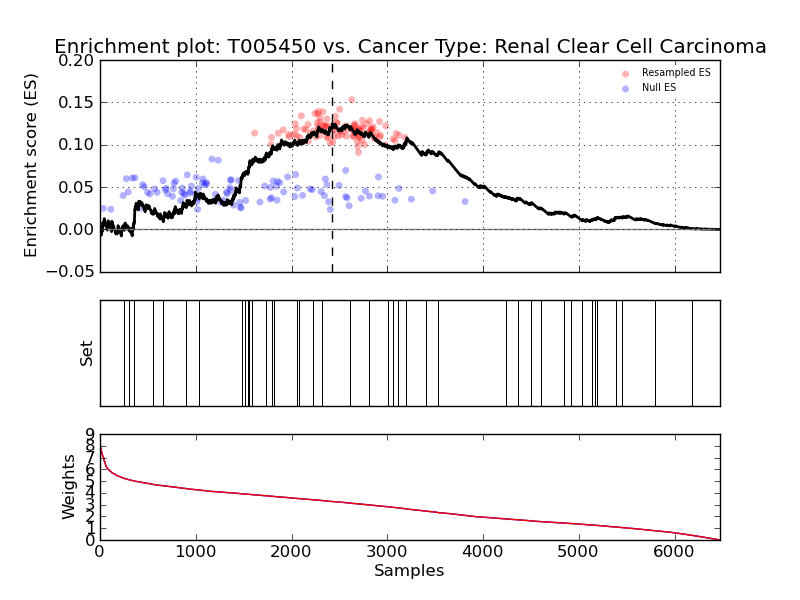 Enrichment plot: T005450 vs. Cancer Type: Renal Clear Cell Carcinoma
Enrichment score (ES)
0.20
0.15
0.10
0.05
0.00
−0.05
Resampled ES
Null ES
Set
Weights
9
8
7
6
5
4
3
2
1
0
0 1000 2000 3000 4000 5000 6000
Samples